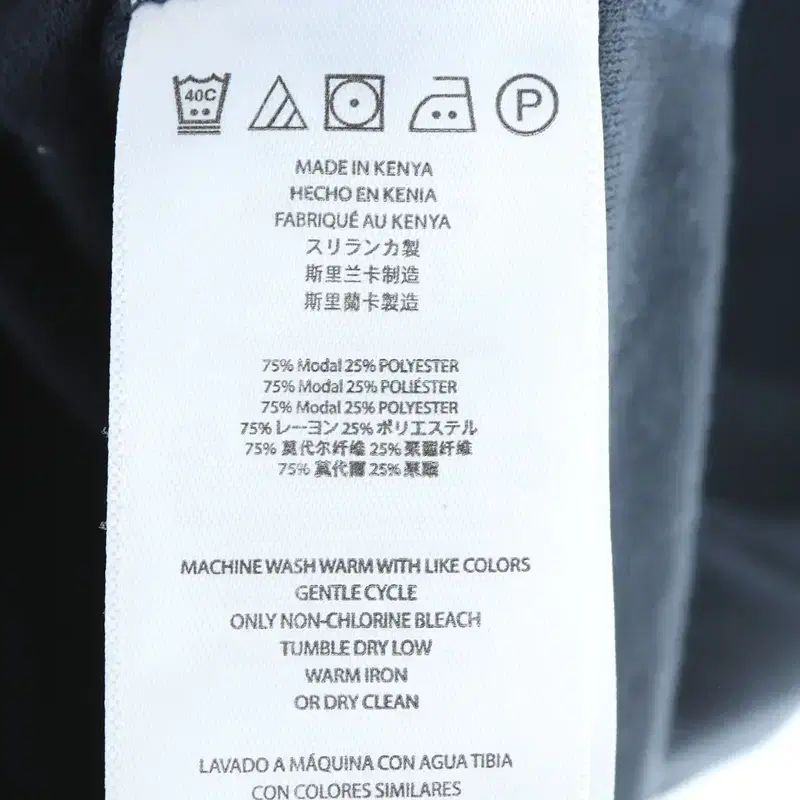 40C
P
MADE IN KENYA
HECHO EN KENIA
FABRIQUÉ AU KENYA
スリランカ製
斯里兰卡制造
斯里蘭卡製造
75% Modal 25% POLYESTER
75% Modal 25% POLIÉSTER
75% Modal 25% POLYESTER
75% レーヨン 25% ポリエステル
75% 莫代尔纤维 25% 聚酯纤维
75% 莫代爾 25% 聚酯
MACHINE WASH WARM WITH LIKE COLORS
GENTLE CYCLE
ONLY NON-CHLORINE BLEACH
TUMBLE DRY LOW
WARM IRON
OR DRY CLEAN
LAVADO A MÁQUINA CON AGUA TIBIA
CON COLORES SIMILARES